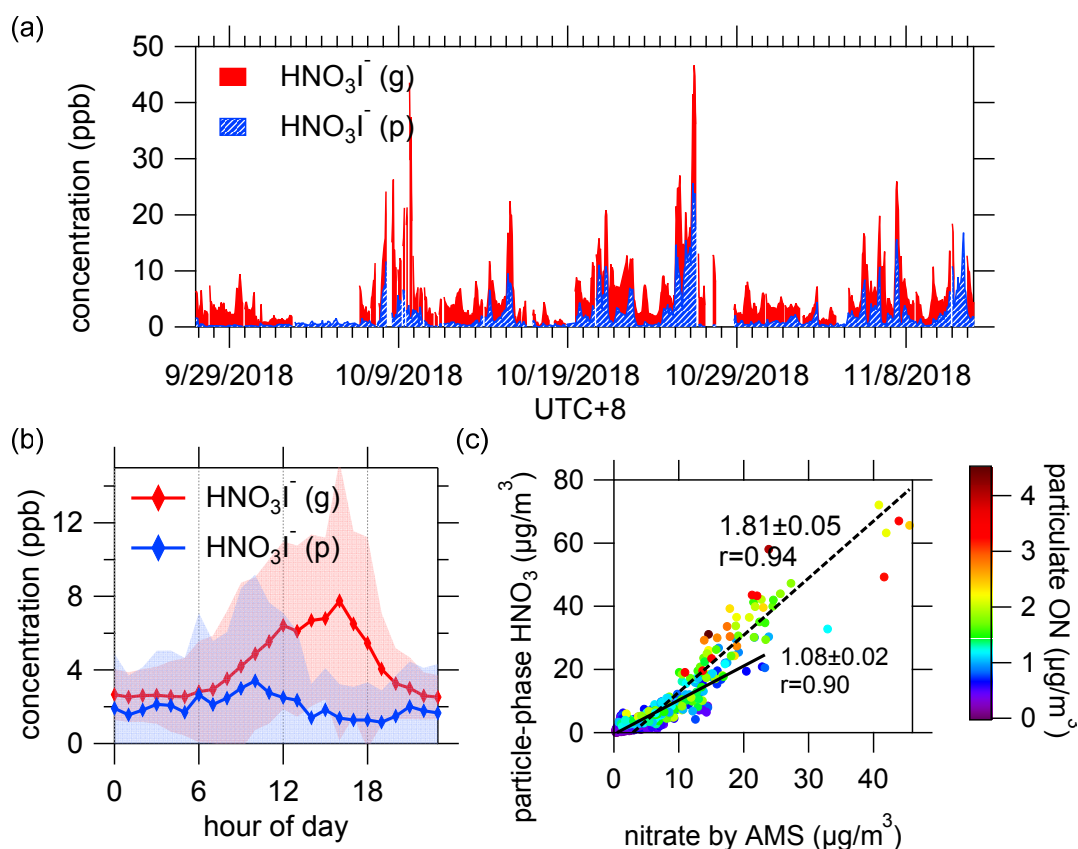 (a)
50
40
30
20
10
0
concentration (ppb)
HNO₃I⁻ (g)
HNO₃I⁻ (p)
9/29/2018 10/9/2018 10/19/2018 10/29/2018 11/8/2018
UTC+8
(b)
12
8
4
0
concentration (ppb)
HNO₃I⁻ (g)
HNO₃I⁻ (p)
0 6 12 18
hour of day
(c)
80
60
40
20
0
particle-phase HNO₃ (μg/m³)
1.81±0.05
r=0.94
1.08±0.02
r=0.90
0 10 20 30 40
nitrate by AMS (μg/m³)
4
3
2
1
0
particulate ON (μg/m³)